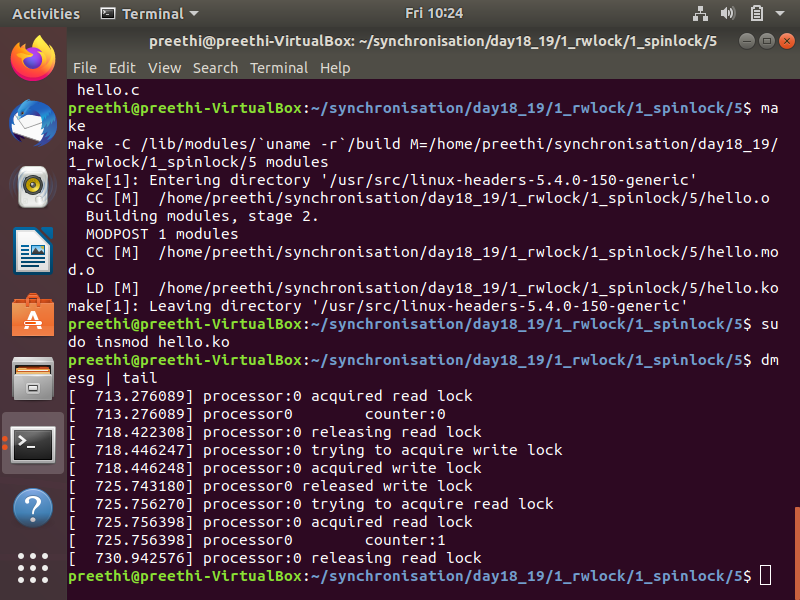 Activities Terminal Fri 10:24
preethi@preethi-VirtualBox: ~/synchronisation/day18_19/1_rwlock/1_spinlock/5
File Edit View Search Terminal Help
hello.c
preethi@preethi-VirtualBox:~/synchronisation/day18_19/1_rwlock/1_spinlock/5$ ma
ke
make -C /lib/modules/`uname -r`/build M=/home/preethi/synchronisation/day18_19/
1_rwlock/1_spinlock/5 modules
make[1]: Entering directory '/usr/src/linux-headers-5.4.0-150-generic'
  CC [M]  /home/preethi/synchronisation/day18_19/1_rwlock/1_spinlock/5/hello.o
  Building modules, stage 2.
  MODPOST 1 modules
  CC [M]  /home/preethi/synchronisation/day18_19/1_rwlock/1_spinlock/5/hello.mo
d.o
  LD [M]  /home/preethi/synchronisation/day18_19/1_rwlock/1_spinlock/5/hello.ko
make[1]: Leaving directory '/usr/src/linux-headers-5.4.0-150-generic'
preethi@preethi-VirtualBox:~/synchronisation/day18_19/1_rwlock/1_spinlock/5$ su
do insmod hello.ko
preethi@preethi-VirtualBox:~/synchronisation/day18_19/1_rwlock/1_spinlock/5$ dm
esg | tail
[  713.276089] processor:0 acquired read lock
[  713.276089] processor0        counter:0
[  718.422308] processor:0 releasing read lock
[  718.446247] processor:0 trying to acquire write lock
[  718.446248] processor:0 acquired write lock
[  725.743180] processor0 released write lock
[  725.756270] processor:0 trying to acquire read lock
[  725.756398] processor:0 acquired read lock
[  725.756398] processor0        counter:1
[  730.942576] processor:0 releasing read lock
preethi@preethi-VirtualBox:~/synchronisation/day18_19/1_rwlock/1_spinlock/5$